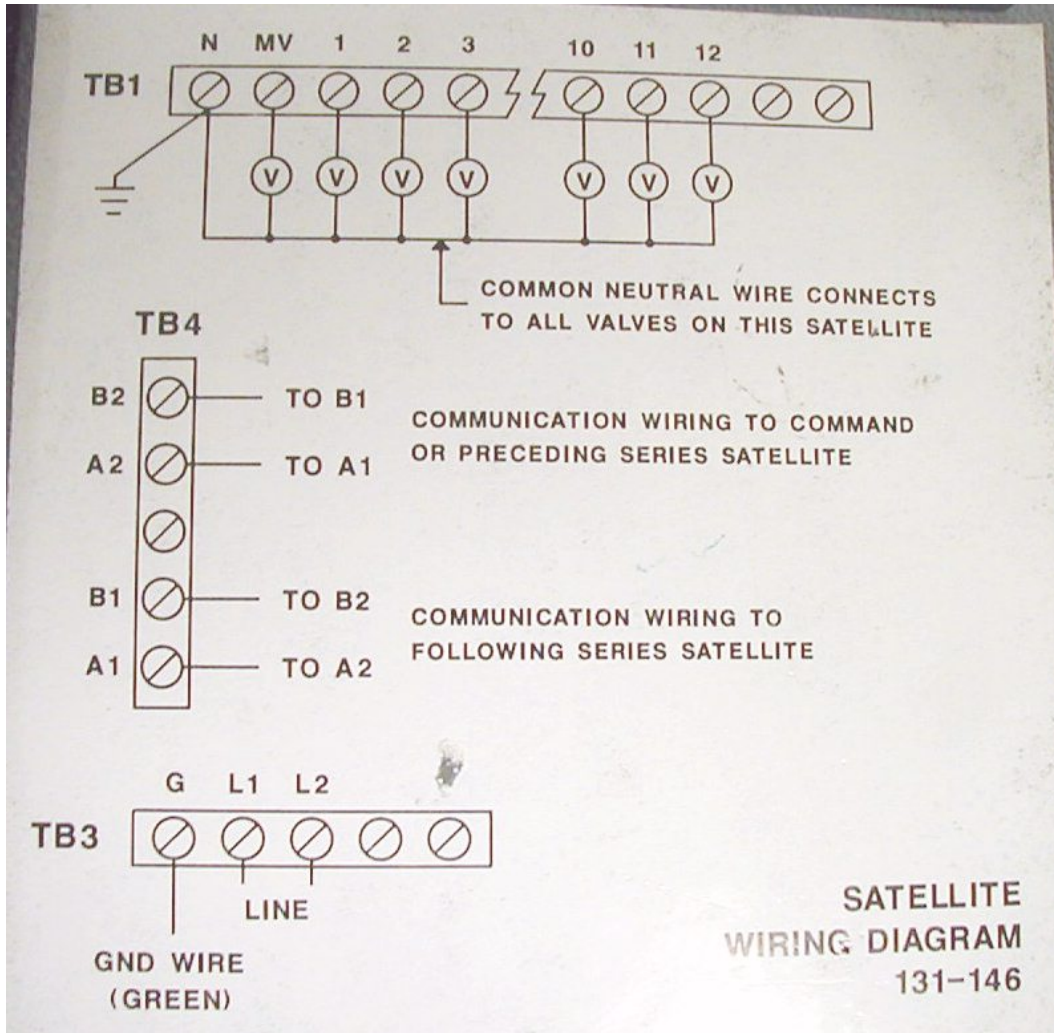 N MV 1 2 3 10 11 12
TB1
V V V V V V V
COMMON NEUTRAL WIRE CONNECTS
TO ALL VALVES ON THIS SATELLITE
TB4
B2 TO B1
A2 TO A1
COMMUNICATION WIRING TO COMMAND
OR PRECEDING SERIES SATELLITE
B1 TO B2
A1 TO A2
COMMUNICATION WIRING TO
FOLLOWING SERIES SATELLITE
G L1 L2
TB3
LINE
GND WIRE
(GREEN)
SATELLITE
WIRING DIAGRAM
131-146